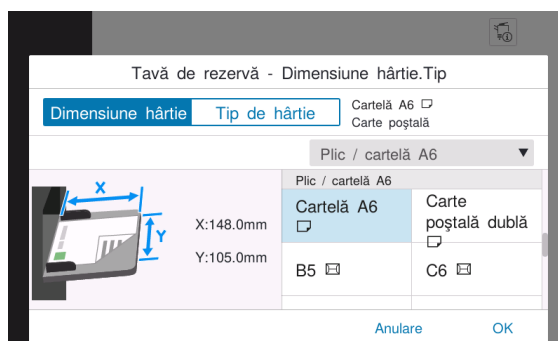 Tavă de rezervă - Dimensiune hârtie.Tip
Dimensiune hârtie
Tip de hârtie
Cartelă A6
Carte poştală
Plic / cartelă A6
Plic / cartelă A6
X
Y
X:148.0mm
Y:105.0mm
Cartelă A6
Carte
poştală dublă
B5
C6
Anulare
OK